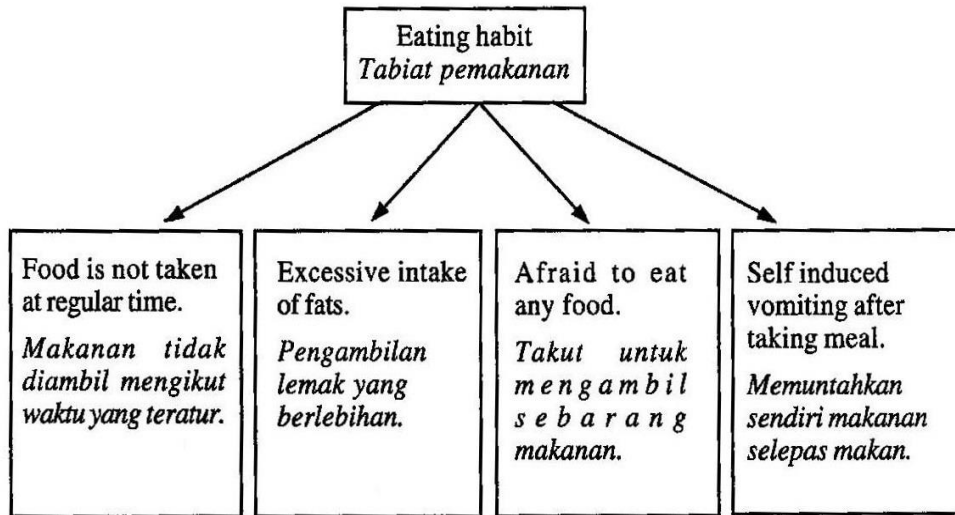 Eating habit
Tabiat pemakanan
Food is not taken
at regular time.
Makanan tidak
diambil mengikut
waktu yang teratur.
Excessive intake
of fats.
Pengambilan
lemak yang
berlebihan.
Afraid to eat
any food.
Takut untuk
mengambil
sebarang
makanan.
Self induced
vomiting after
taking meal.
Memuntahkan
sendiri makanan
selepas makan.